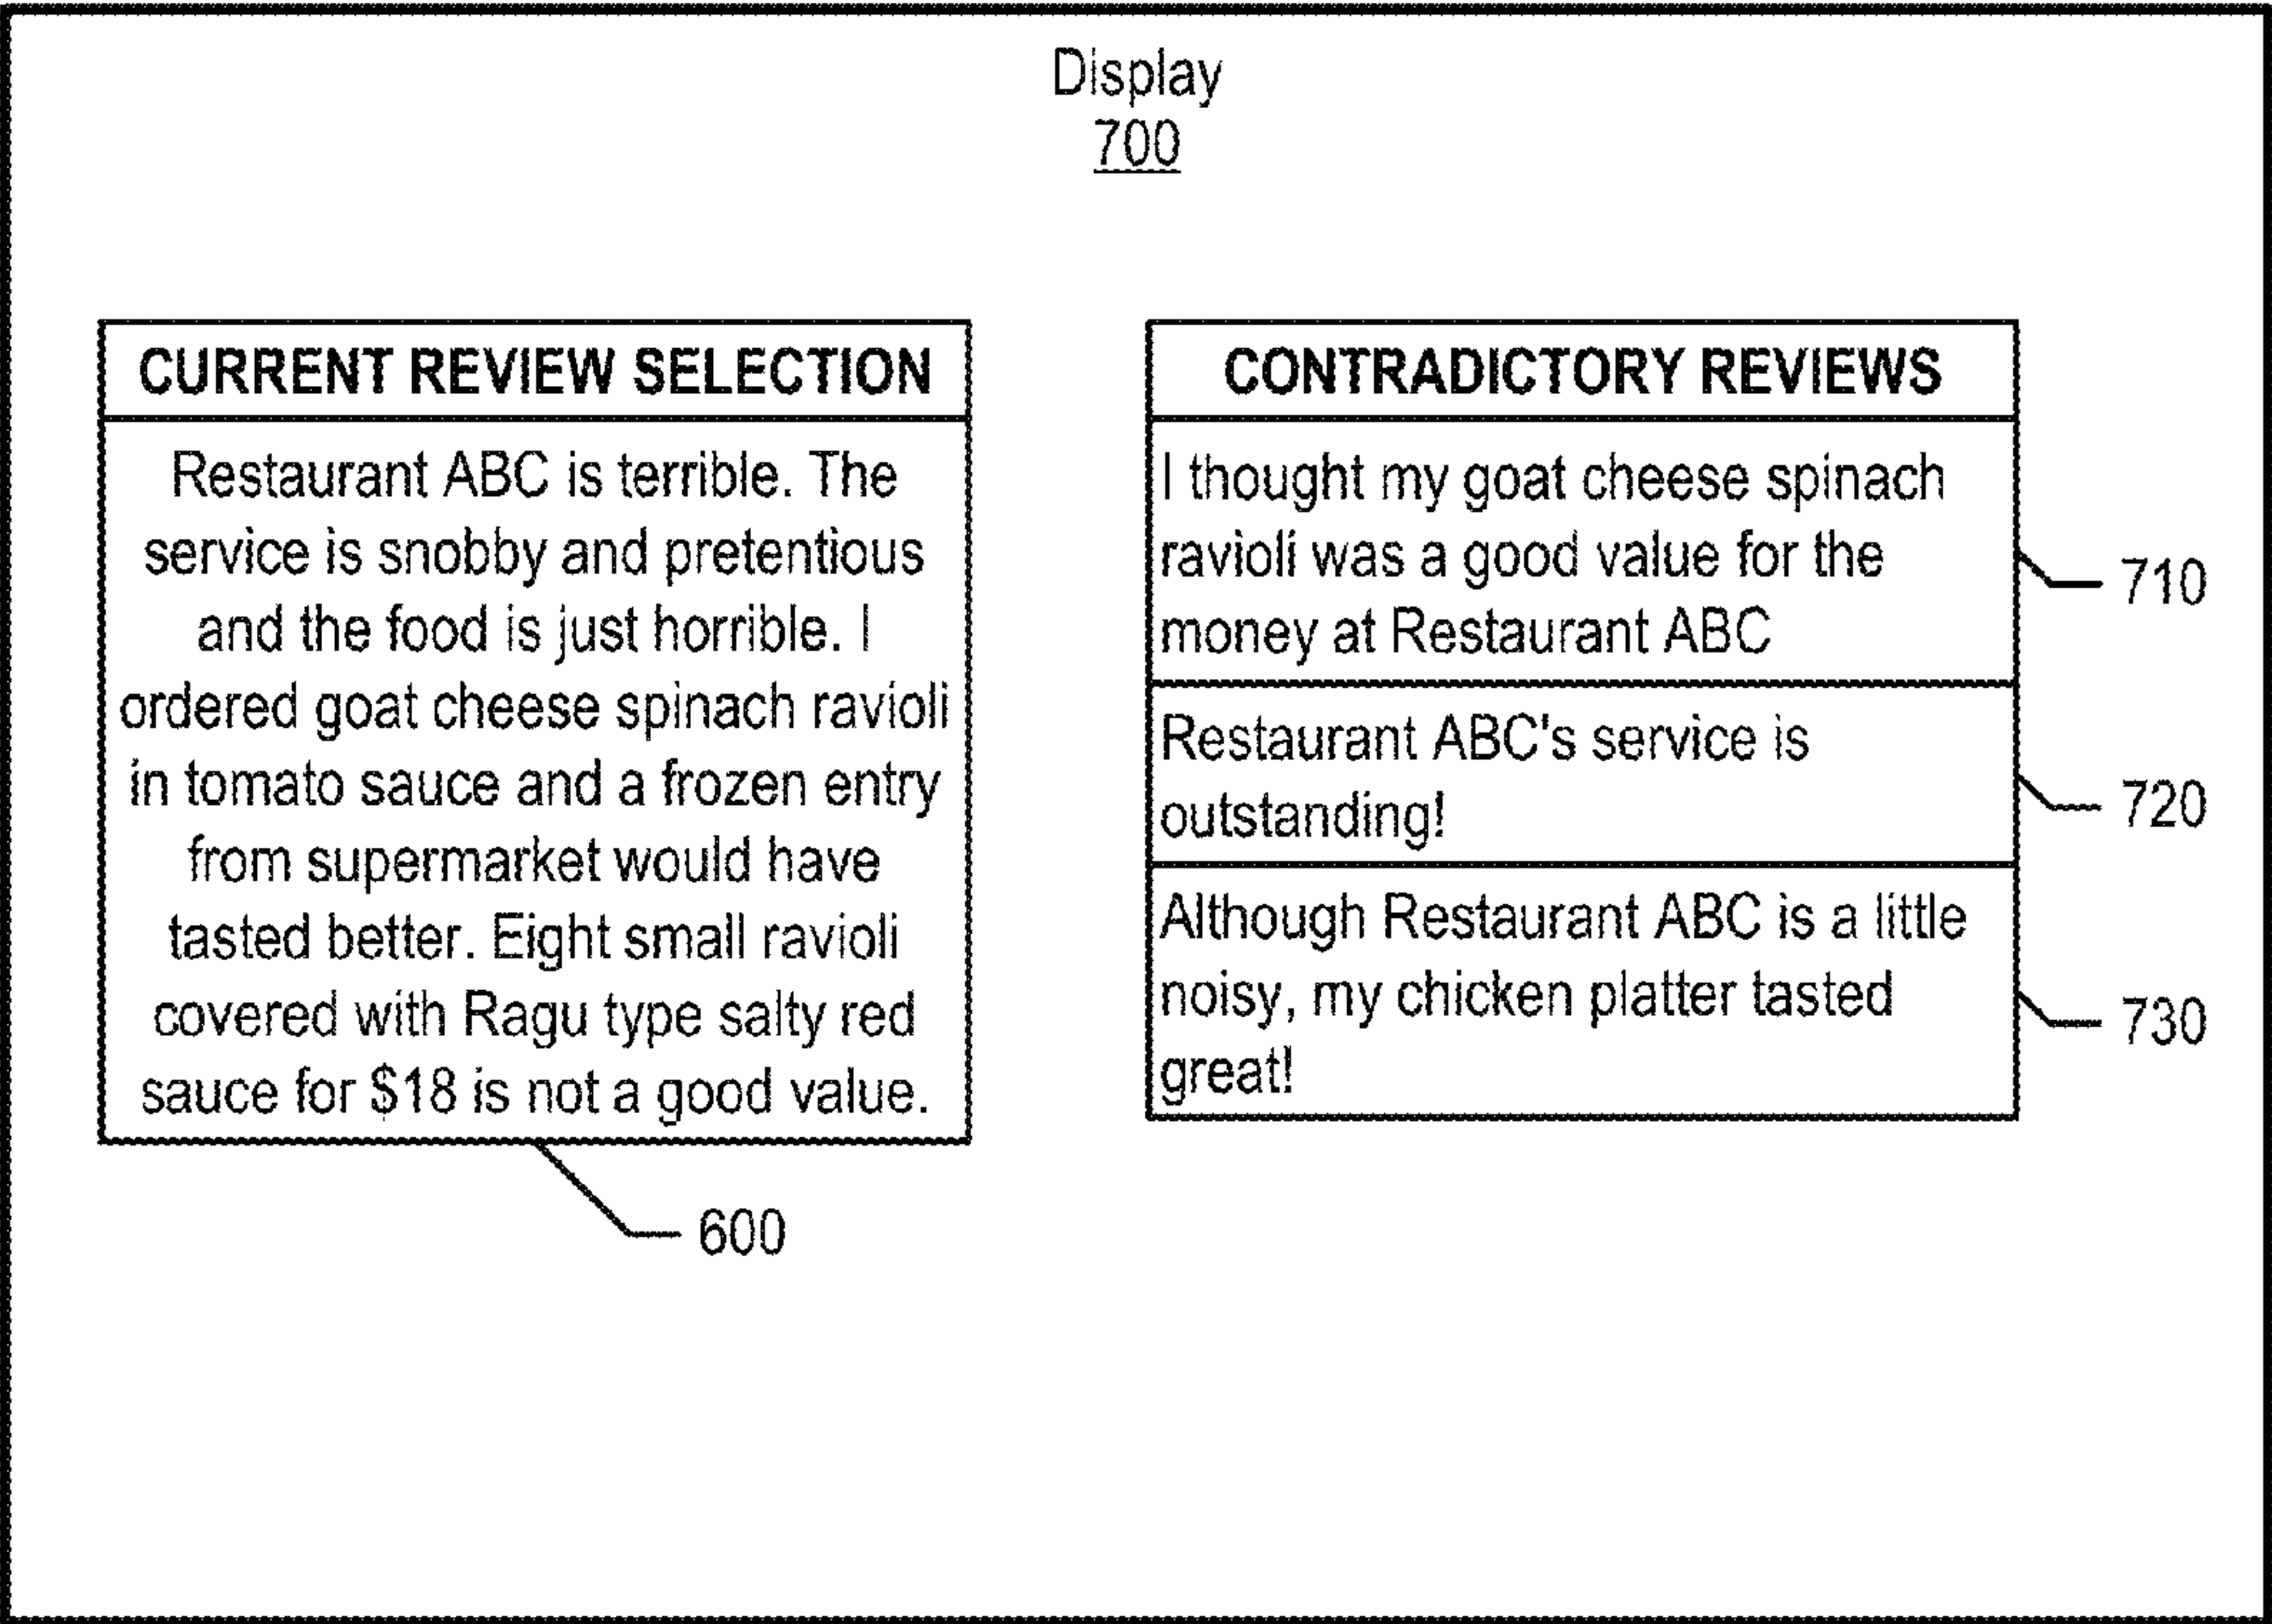 Display
700
CURRENT REVIEW SELECTION
Restaurant ABC is terrible. The
service is snobby and pretentious
and the food is just horrible. I
ordered goat cheese spinach ravioli
in tomato sauce and a frozen entry
from supermarket would have
tasted better. Eight small ravioli
covered with Ragu type salty red
sauce for $18 is not a good value.
600
CONTRADICTORY REVIEWS
I thought my goat cheese spinach
ravioli was a good value for the
money at Restaurant ABC
710
Restaurant ABC's service is
outstanding!
720
Although Restaurant ABC is a little
noisy, my chicken platter tasted
great!
730